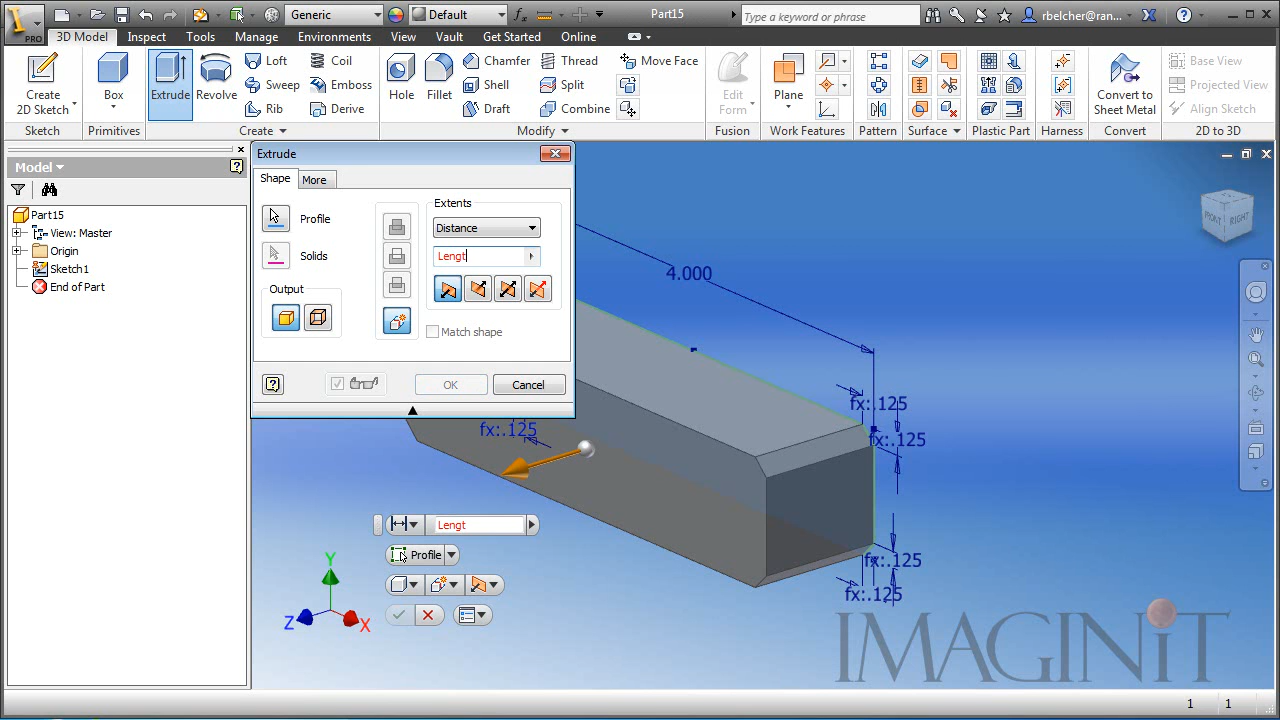 Generic
Default
fx
Part15
Type a keyword or phrase
rbelcher@ran...
PRO
3D Model Inspect Tools Manage Environments View Vault Get Started Online
Create
2D Sketch
Box
Extrude
Revolve
Loft
Sweep
Rib
Coil
Emboss
Derive
Hole
Fillet
Chamfer
Shell
Draft
Thread
Split
Combine
Move Face
Edit
Form
Plane
Convert to
Sheet Metal
Base View
Projected View
Align Sketch
Sketch Primitives Create Modify Fusion Work Features Pattern Surface Plastic Part Harness Convert 2D to 3D
Model
Part15
View: Master
Origin
Sketch1
End of Part
Extrude
Shape More
Profile
Solids
Output
Extents
Distance
Lengt
Match shape
OK Cancel
4.000
FRONT RIGHT
fx:.125
fx:.125
fx:.125
fx:.125
fx:.125
Lengt
Profile
Y
Z
X
IMAGINiT
1 1